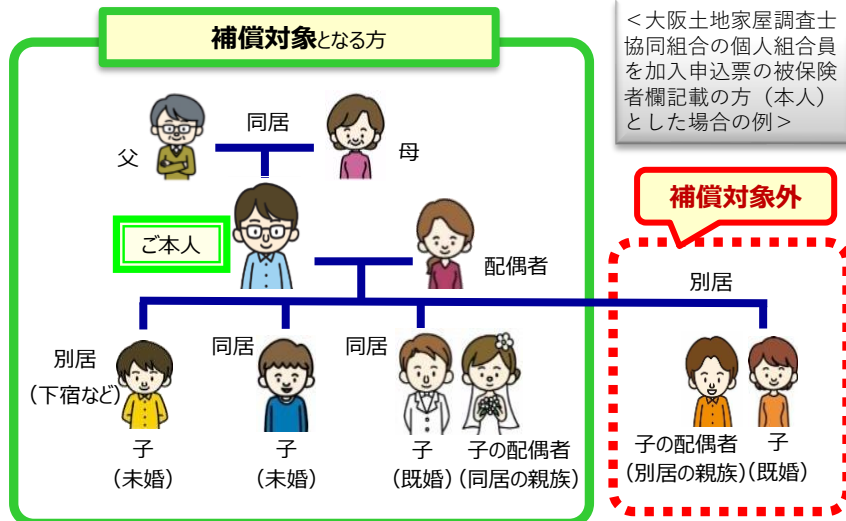 補償対象となる方
＜大阪土地家屋調査士
協同組合の個人組合員
を加入申込票の被保険
者欄記載の方（本人）
とした場合の例＞
父
同居
母
ご本人
配偶者
補償対象外
別居
別居
（下宿など）
同居
同居
子
（未婚）
子
（未婚）
子
（既婚）
子の配偶者
（同居の親族）
子の配偶者
（別居の親族）
子
（既婚）